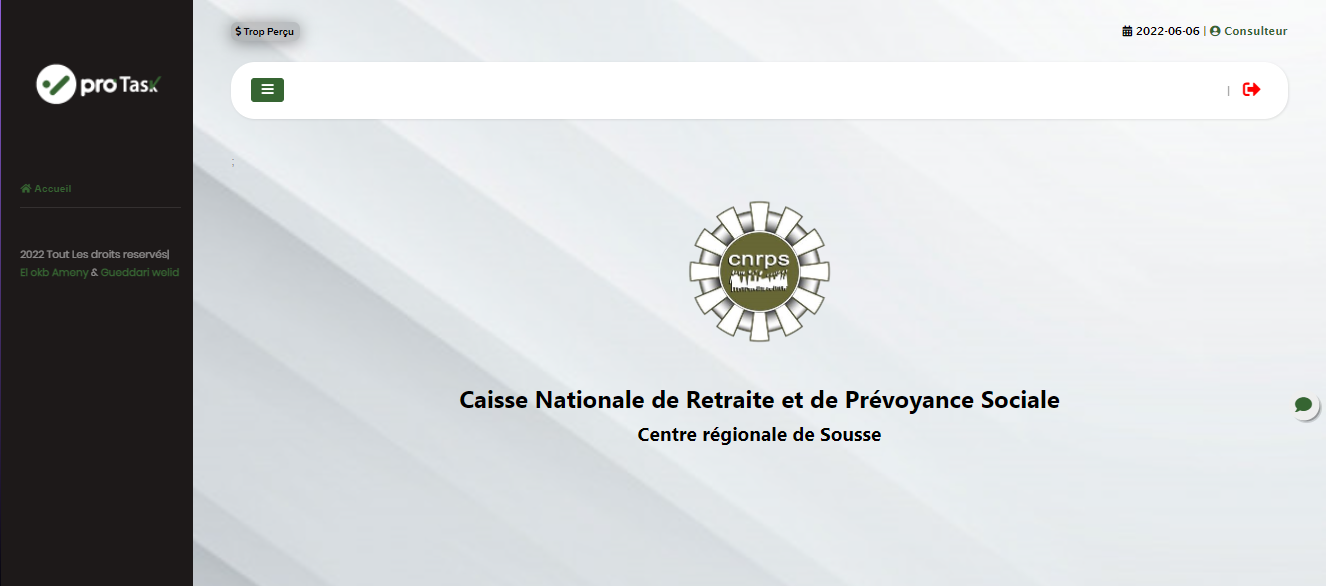 $ Trop Perçu
2022-06-06 | Consulteur
pro Task
|
;
Accueil
2022 Tout Les droits reservés|
El okb Ameny & Gueddari welid
cnrps
Caisse Nationale de Retraite et de Prévoyance Sociale
Centre régionale de Sousse